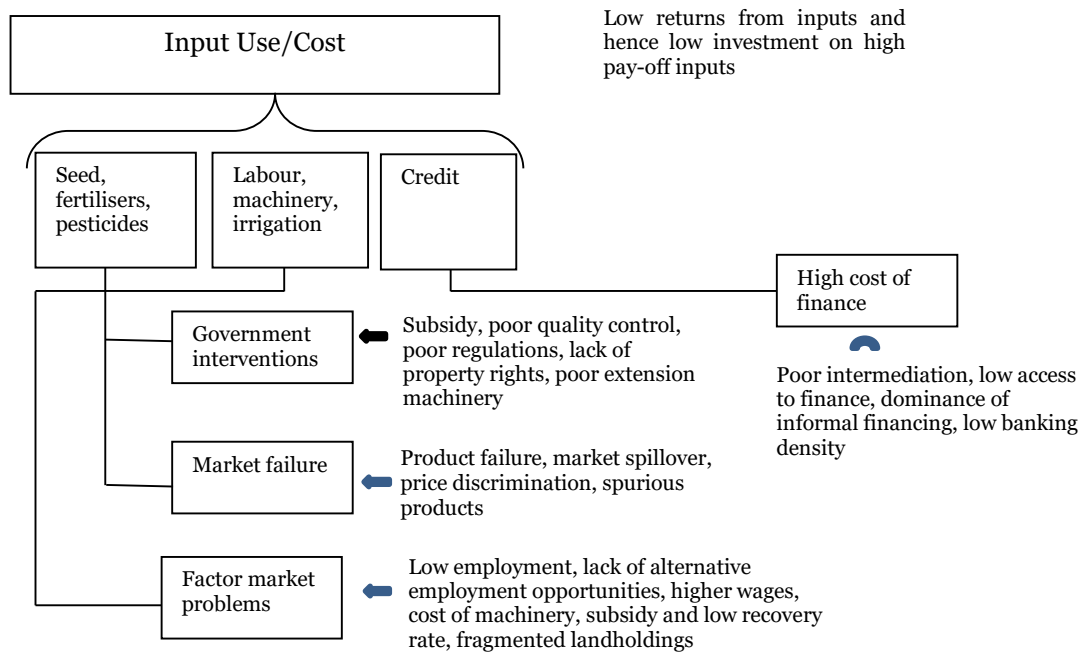 Input Use/Cost
Low returns from inputs and
hence low investment on high
pay-off inputs
Seed,
fertilisers,
pesticides
Labour,
machinery,
irrigation
Credit
High cost of
finance
Government
interventions
Subsidy, poor quality control,
poor regulations, lack of
property rights, poor extension
machinery
Poor intermediation, low access
to finance, dominance of
informal financing, low banking
density
Market failure
Product failure, market spillover,
price discrimination, spurious
products
Factor market
problems
Low employment, lack of alternative
employment opportunities, higher wages,
cost of machinery, subsidy and low recovery
rate, fragmented landholdings